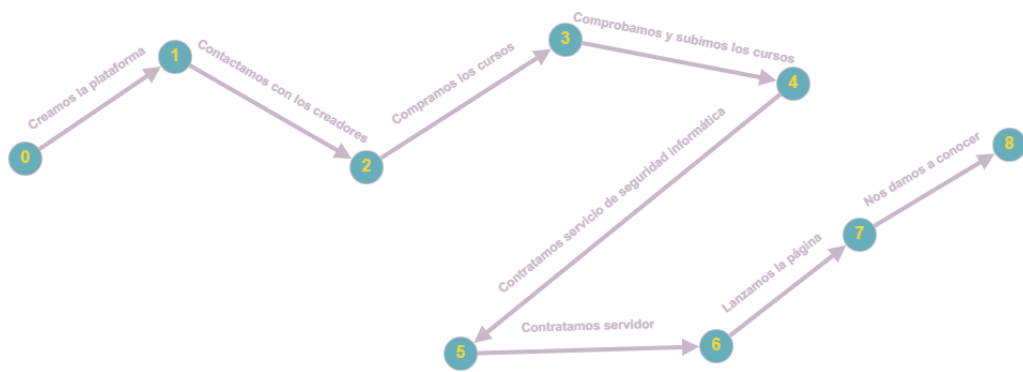 0
Creamos la plataforma
1
Contactamos con los creadores
2
Compramos los cursos
3
Comprobamos y subimos los cursos
4
Contratamos servicio de seguridad informática
5
Contratamos servidor
6
Lanzamos la página
7
Nos damos a conocer
8